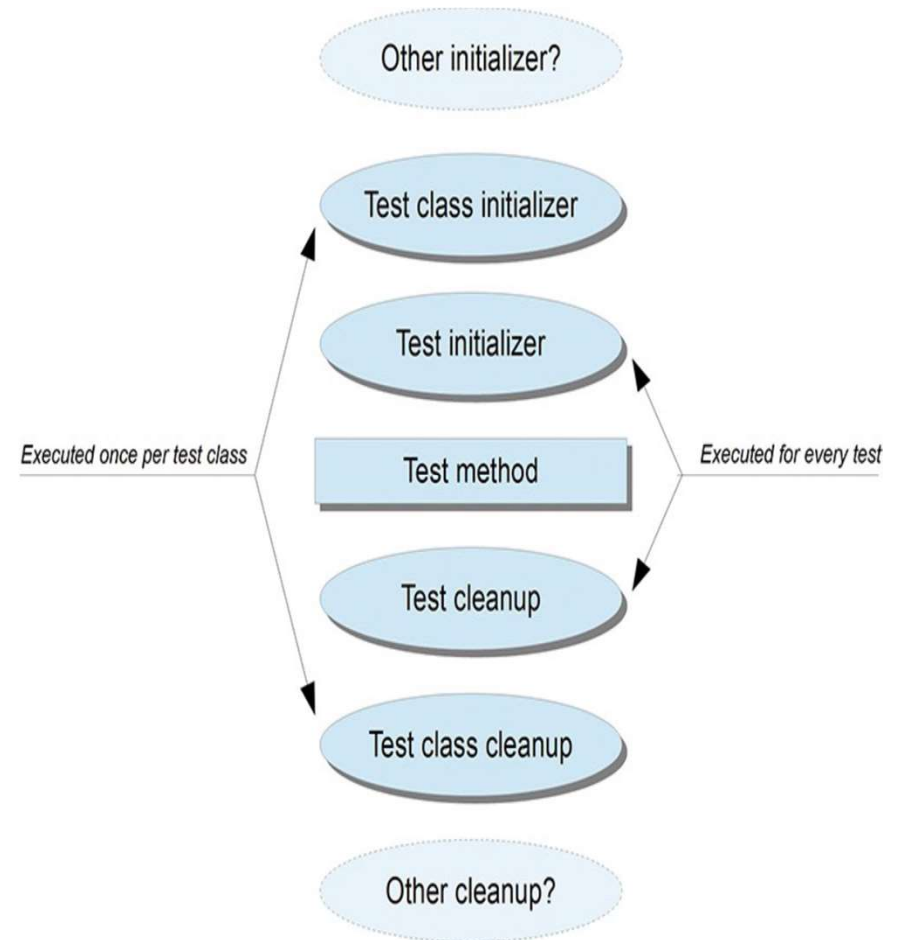 Other initializer?
Test class initializer
Test initializer
Executed once per test class
Test method
Executed for every test
Test cleanup
Test class cleanup
Other cleanup?